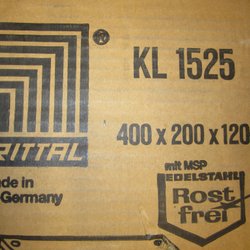 KL 1525
RITTAL
400 x 200 x 120
ade in
Germany
mit MSP
EDELSTAHL
Rost
frei